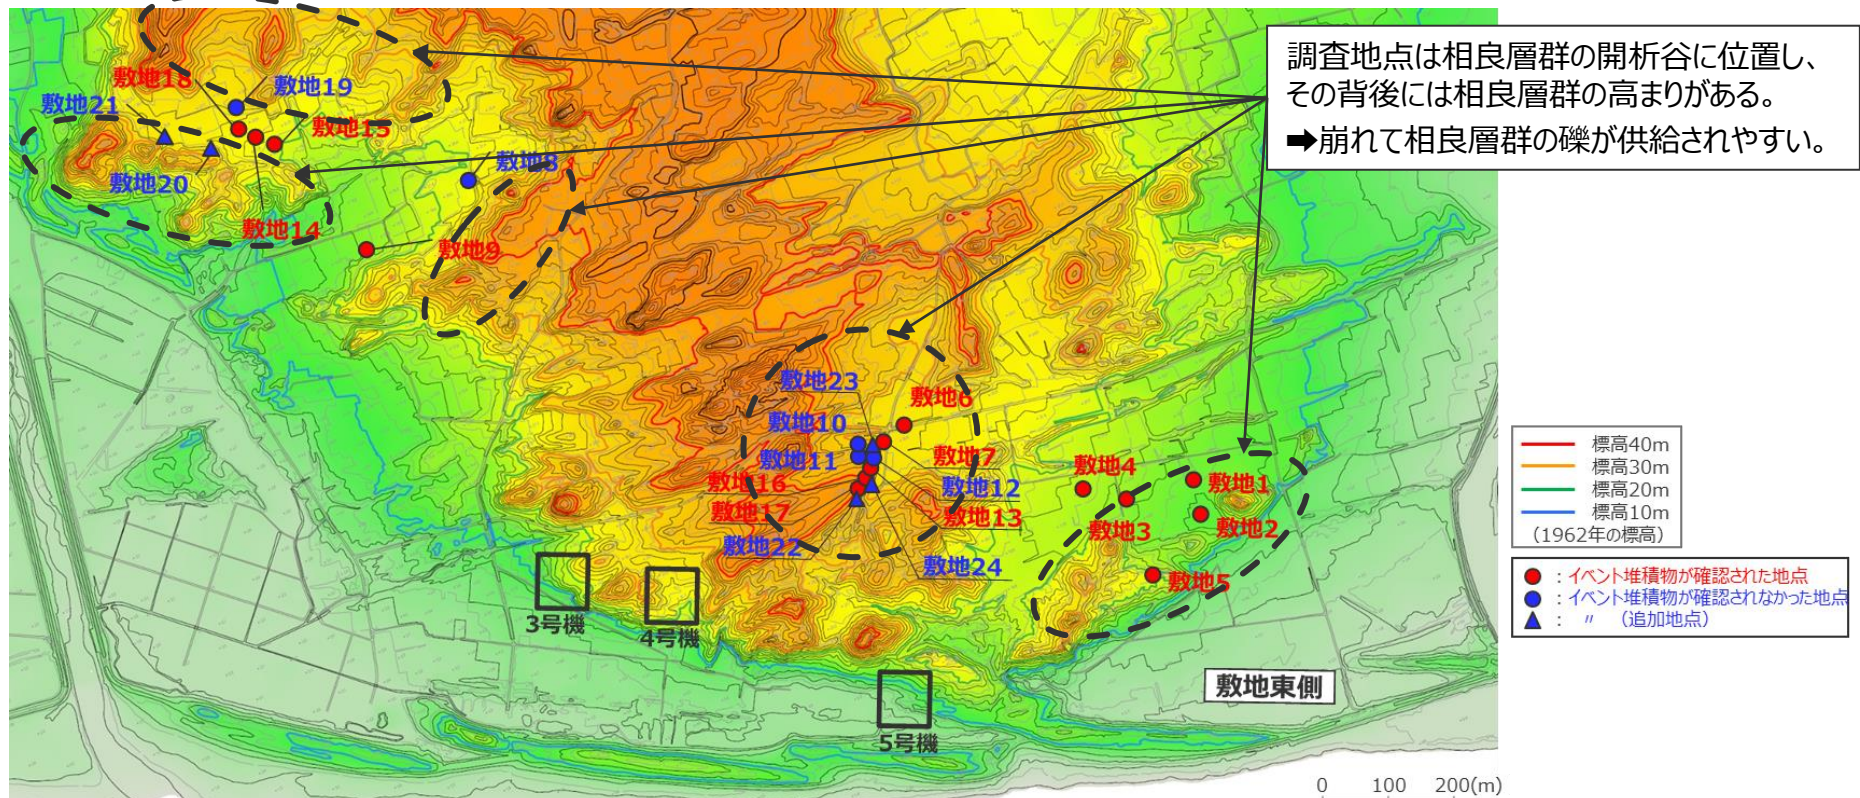 調査地点は相良層群の開析谷に位置し、
その背後には相良層群の高まりがある。
➡崩れて相良層群の礫が供給されやすい。
敷地18
敷地19
敷地21
敷地15
敷地20
敷地14
敷地8
敷地9
敷地23
敷地6
敷地10
敷地11
敷地7
敷地16
敷地12
敷地17
敷地13
敷地22
敷地24
敷地4
敷地1
敷地3
敷地2
敷地5
3号機
4号機
5号機
敷地東側
標高40m
標高30m
標高20m
標高10m
(1962年の標高)
：イベント堆積物が確認された地点
：イベント堆積物が確認されなかった地点
： 〃 （追加地点）
0 100 200(m)